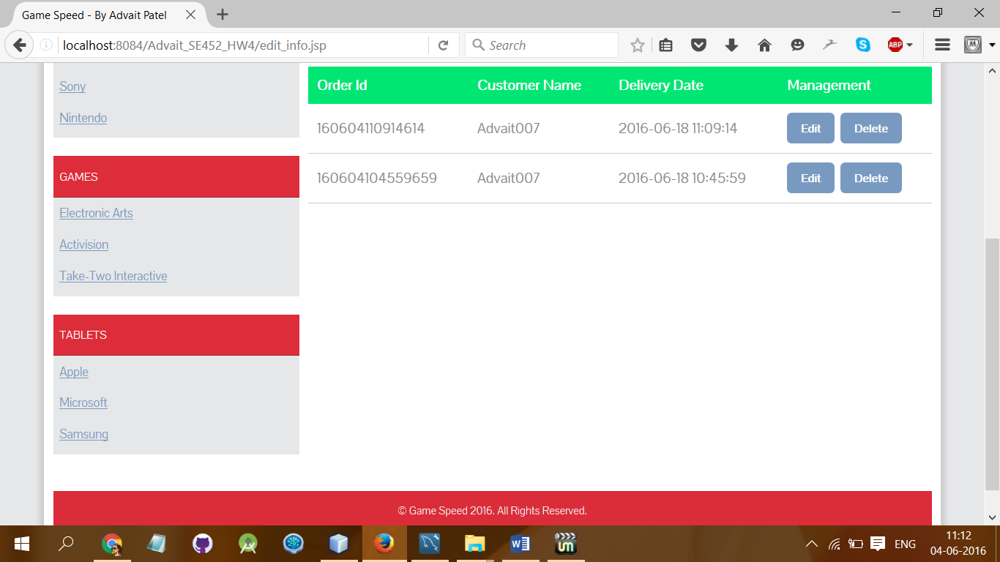 Game Speed - By Advait Patel
localhost:8084/Advait_SE452_HW4/edit_info.jsp
Search
ABP
Sony
Nintendo
GAMES
Electronic Arts
Activision
Take-Two Interactive
TABLETS
Apple
Microsoft
Samsung
Order Id Customer Name Delivery Date Management
160604110914614 Advait007 2016-06-18 11:09:14 Edit Delete
160604104559659 Advait007 2016-06-18 10:45:59 Edit Delete
© Game Speed 2016. All Rights Reserved.
ENG
11:12
04-06-2016